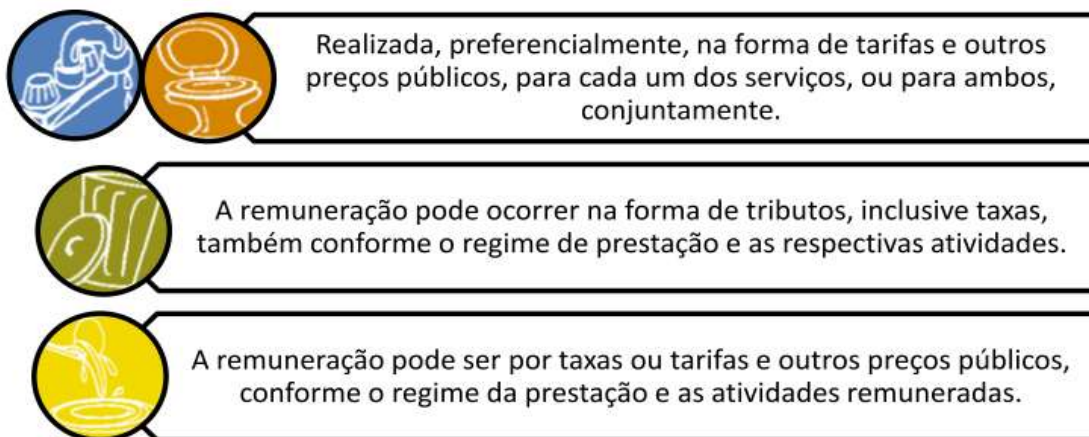 Realizada, preferencialmente, na forma de tarifas e outros
preços públicos, para cada um dos serviços, ou para ambos,
conjuntamente.
A remuneração pode ocorrer na forma de tributos, inclusive taxas,
também conforme o regime de prestação e as respectivas atividades.
A remuneração pode ser por taxas ou tarifas e outros preços públicos,
conforme o regime da prestação e as atividades remuneradas.